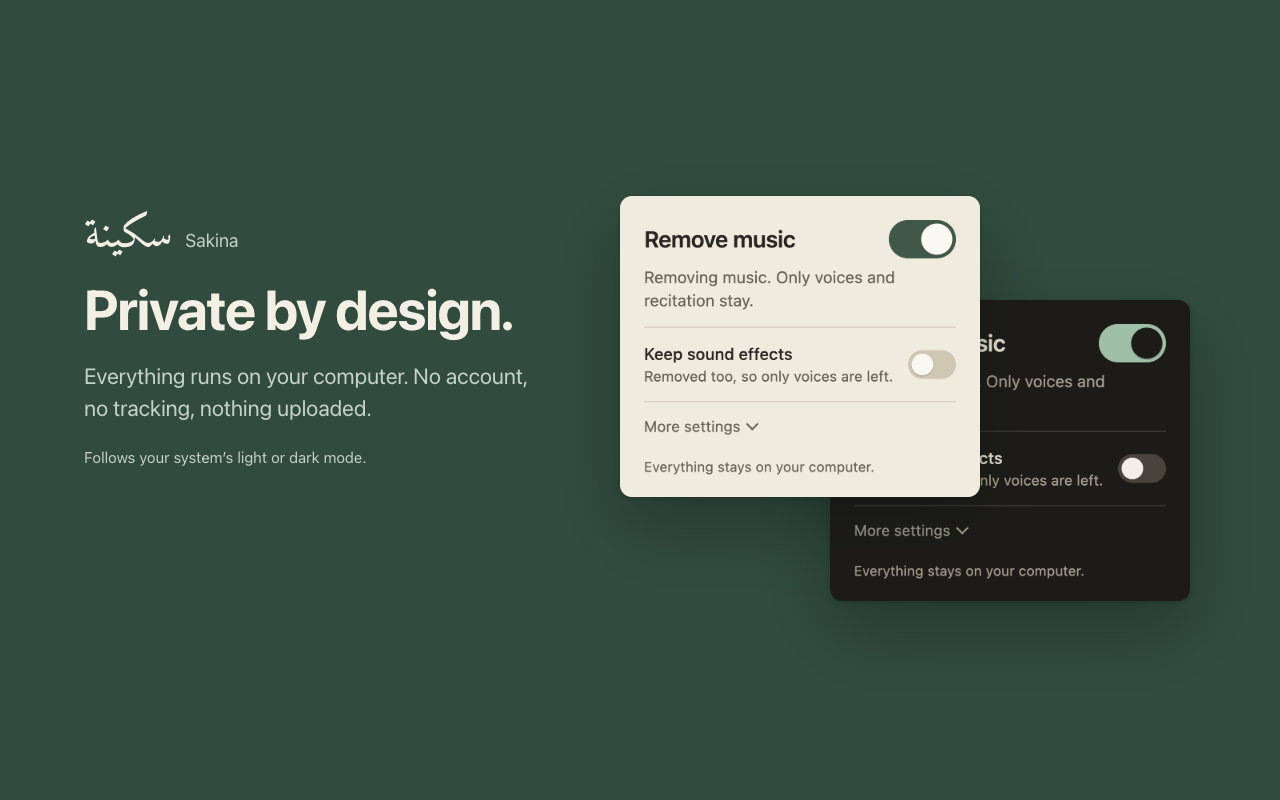 سكينة Sakina
Private by design.
Everything runs on your computer. No account,
no tracking, nothing uploaded.
Follows your system’s light or dark mode.
Remove music
Removing music. Only voices and
recitation stay.
Keep sound effects
Removed too, so only voices are left.
More settings
Everything stays on your computer.
Only voices and
voices are left.
More settings
Everything stays on your computer.